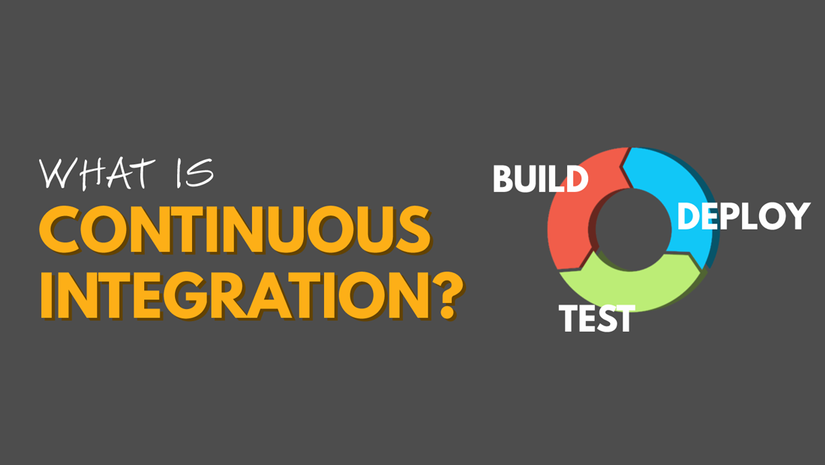 WHAT IS
CONTINUOUS
INTEGRATION?
BUILD
DEPLOY
TEST